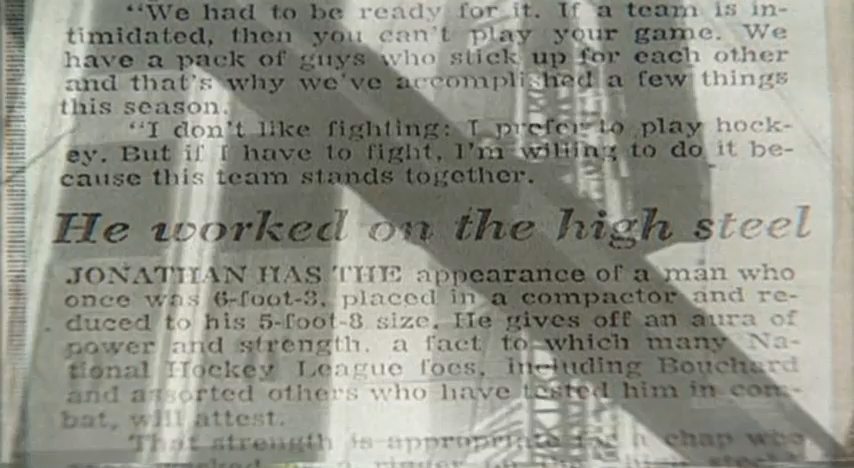 "We had to be ready for it. If a team is in-
timidated, then you can't play your game. We
have a pack of guys who stick up for each other
and that's why we've accomplished a few things
this season.
"I don't like fighting: I prefer to play hock-
ey. But if I have to fight, I'm willing to do it be-
cause this team stands together.
He worked on the high steel
JONATHAN HAS THE appearance of a man who
once was 6-foot-3, placed in a compactor and re-
duced to his 5-foot-8 size. He gives off an aura of
power and strength, a fact to which many Na-
tional Hockey League foes, including Bouchard
and assorted others who have tested him in com-
bat, will attest.
That strength is appropriate for a chap who